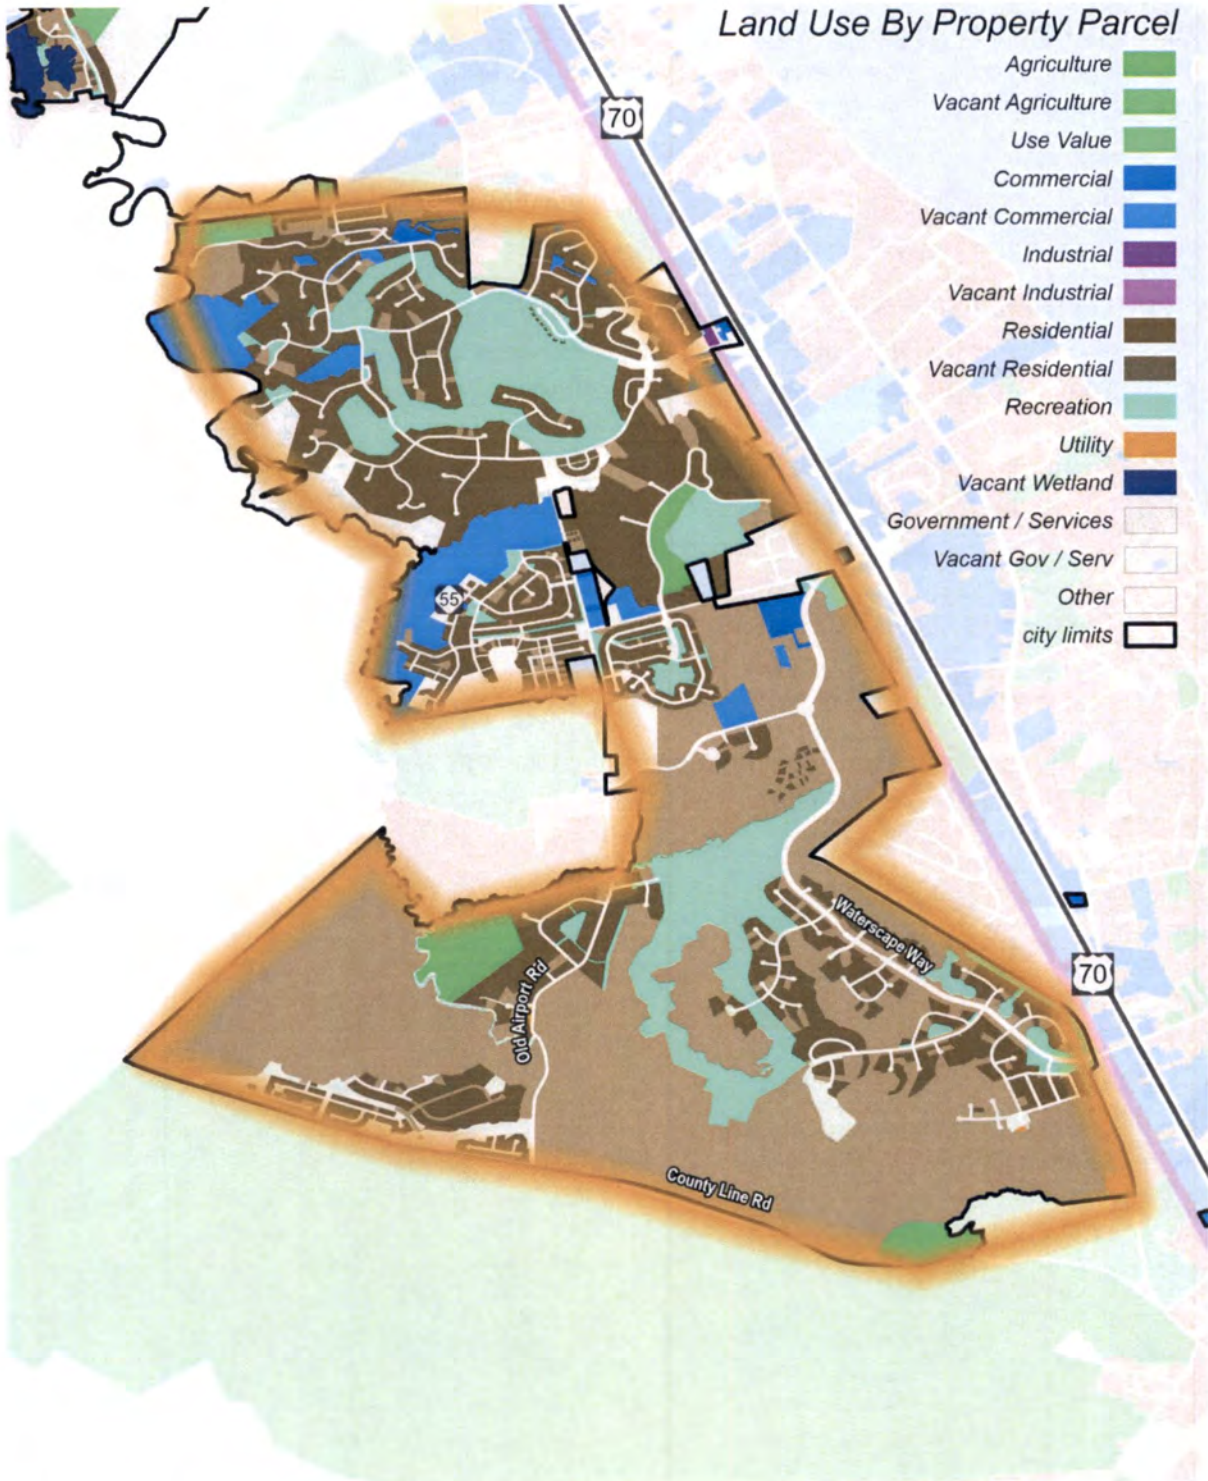 Land Use By Property Parcel
Agriculture
Vacant Agriculture
Use Value
Commercial
Vacant Commercial
Industrial
Vacant Industrial
Residential
Vacant Residential
Recreation
Utility
Vacant Wetland
Government / Services
Vacant Gov / Serv
Other
city limits
70
55
Waterscape Way
70
Old Airport Rd
County Line Rd